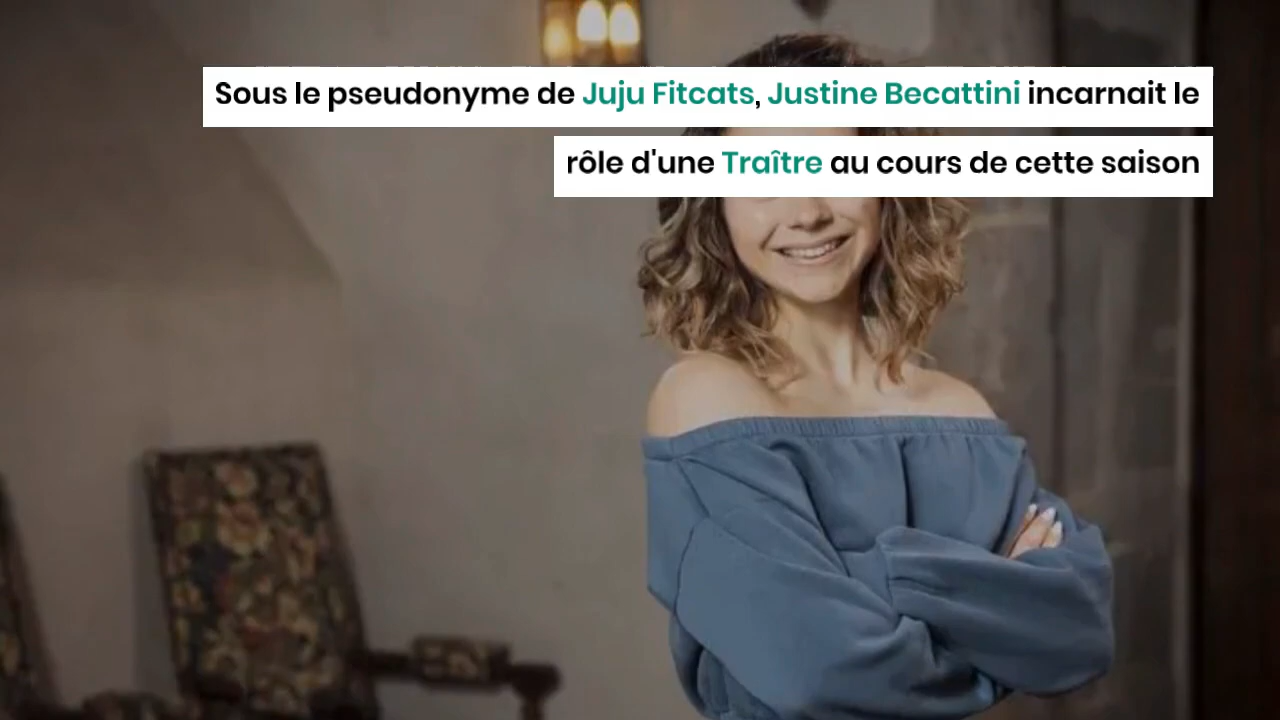 Sous le pseudonyme de Juju Fitcats, Justine Becattini incarnait le
rôle d'une Traître au cours de cette saison